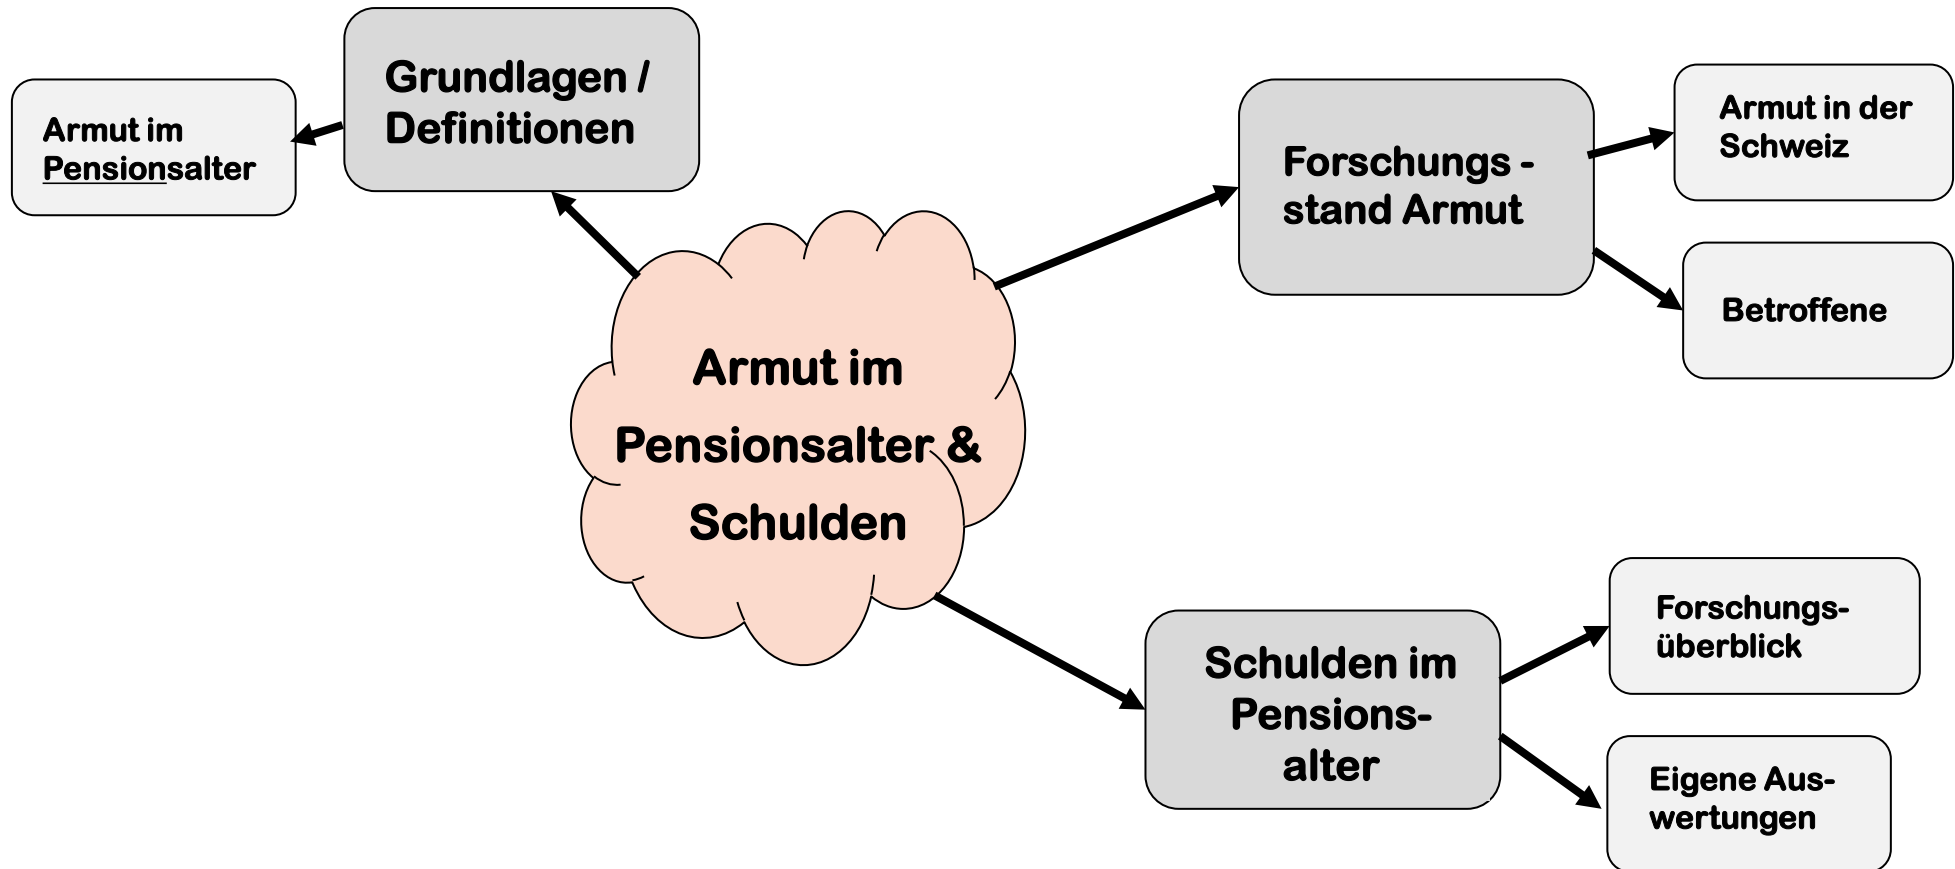 Grundlagen /
Definitionen
Armut im
Pensionsalter
Forschungs -
stand Armut
Armut in der
Schweiz
Betroffene
Armut im
Pensionsalter &
Schulden
Schulden im
Pensions-
alter
Forschungs-
überblick
Eigene Aus-
wertungen